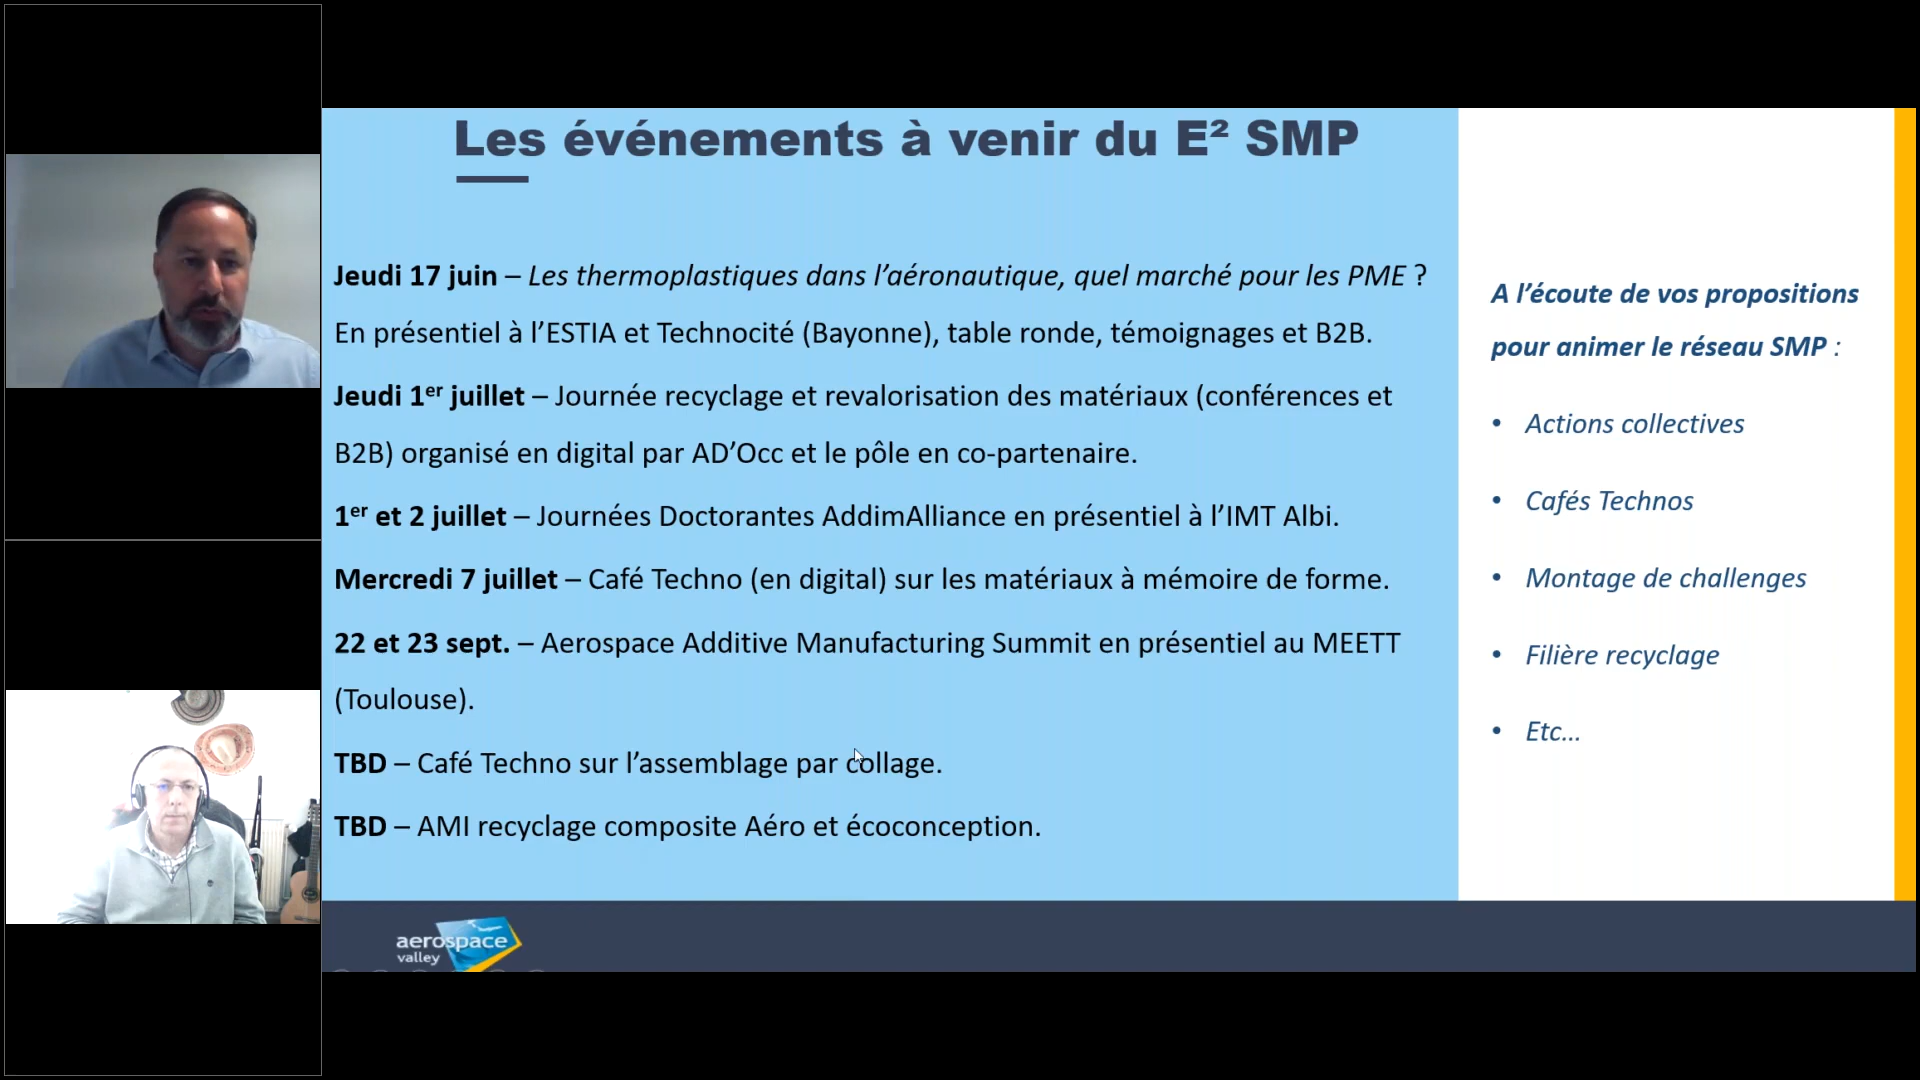 Les événements à venir du E² SMP
Jeudi 17 juin – Les thermoplastiques dans l’aéronautique, quel marché pour les PME ?
En présentiel à l’ESTIA et Technocité (Bayonne), table ronde, témoignages et B2B.
Jeudi 1er juillet – Journée recyclage et revalorisation des matériaux (conférences et
B2B) organisé en digital par AD’Occ et le pôle en co-partenaire.
1er et 2 juillet – Journées Doctorantes AddimAlliance en présentiel à l’IMT Albi.
Mercredi 7 juillet – Café Techno (en digital) sur les matériaux à mémoire de forme.
22 et 23 sept. – Aerospace Additive Manufacturing Summit en présentiel au MEETT
(Toulouse).
TBD – Café Techno sur l’assemblage par collage.
TBD – AMI recyclage composite Aéro et écoconception.
A l’écoute de vos propositions
pour animer le réseau SMP :
• Actions collectives
• Cafés Technos
• Montage de challenges
• Filière recyclage
• Etc…
aerospace
valley